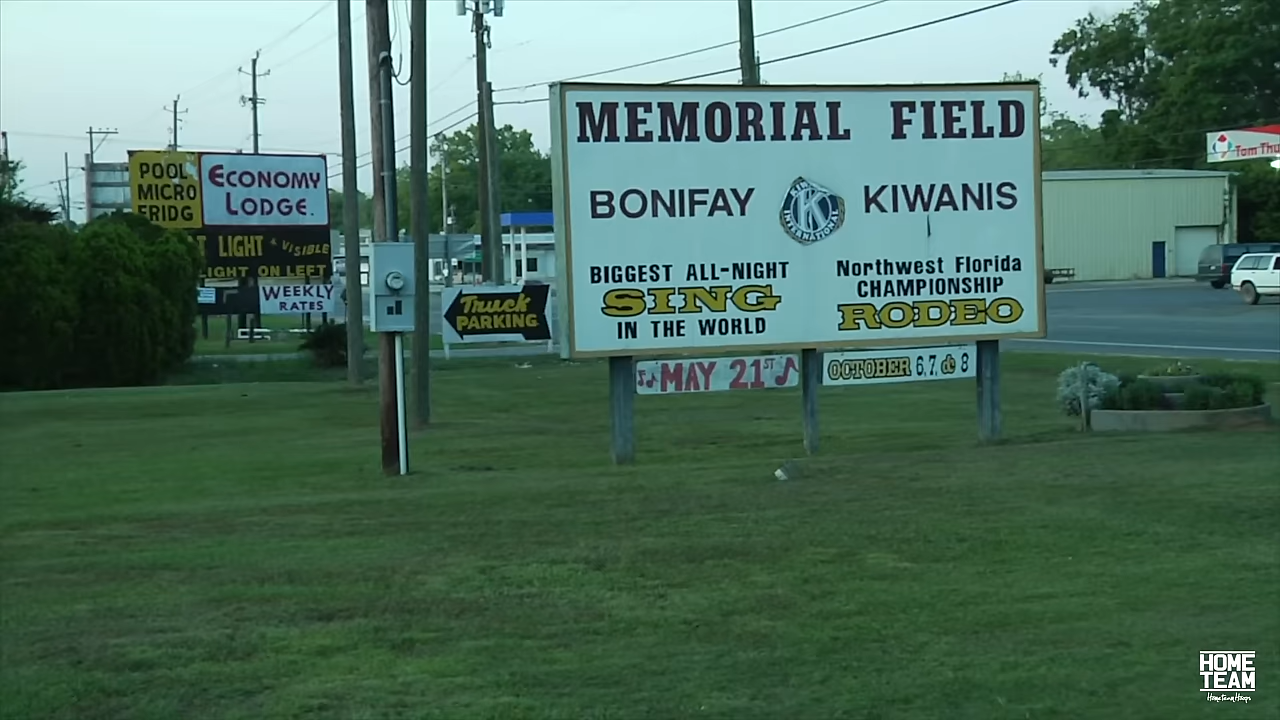 MEMORIAL FIELD
BONIFAY KIWANIS
K
INTERNATIONAL
BIGGEST ALL-NIGHT
SING
IN THE WORLD
Northwest Florida
CHAMPIONSHIP
RODEO
MAY 21ST
OCTOBER 6, 7, & 8
POOL
MICRO
FRIDG
ECONOMY
LODGE
T LIGHT & VISIBLE
LIGHT ON LEFT
WEEKLY
RATES
Truck
PARKING
Tom Thu
HOME
TEAM